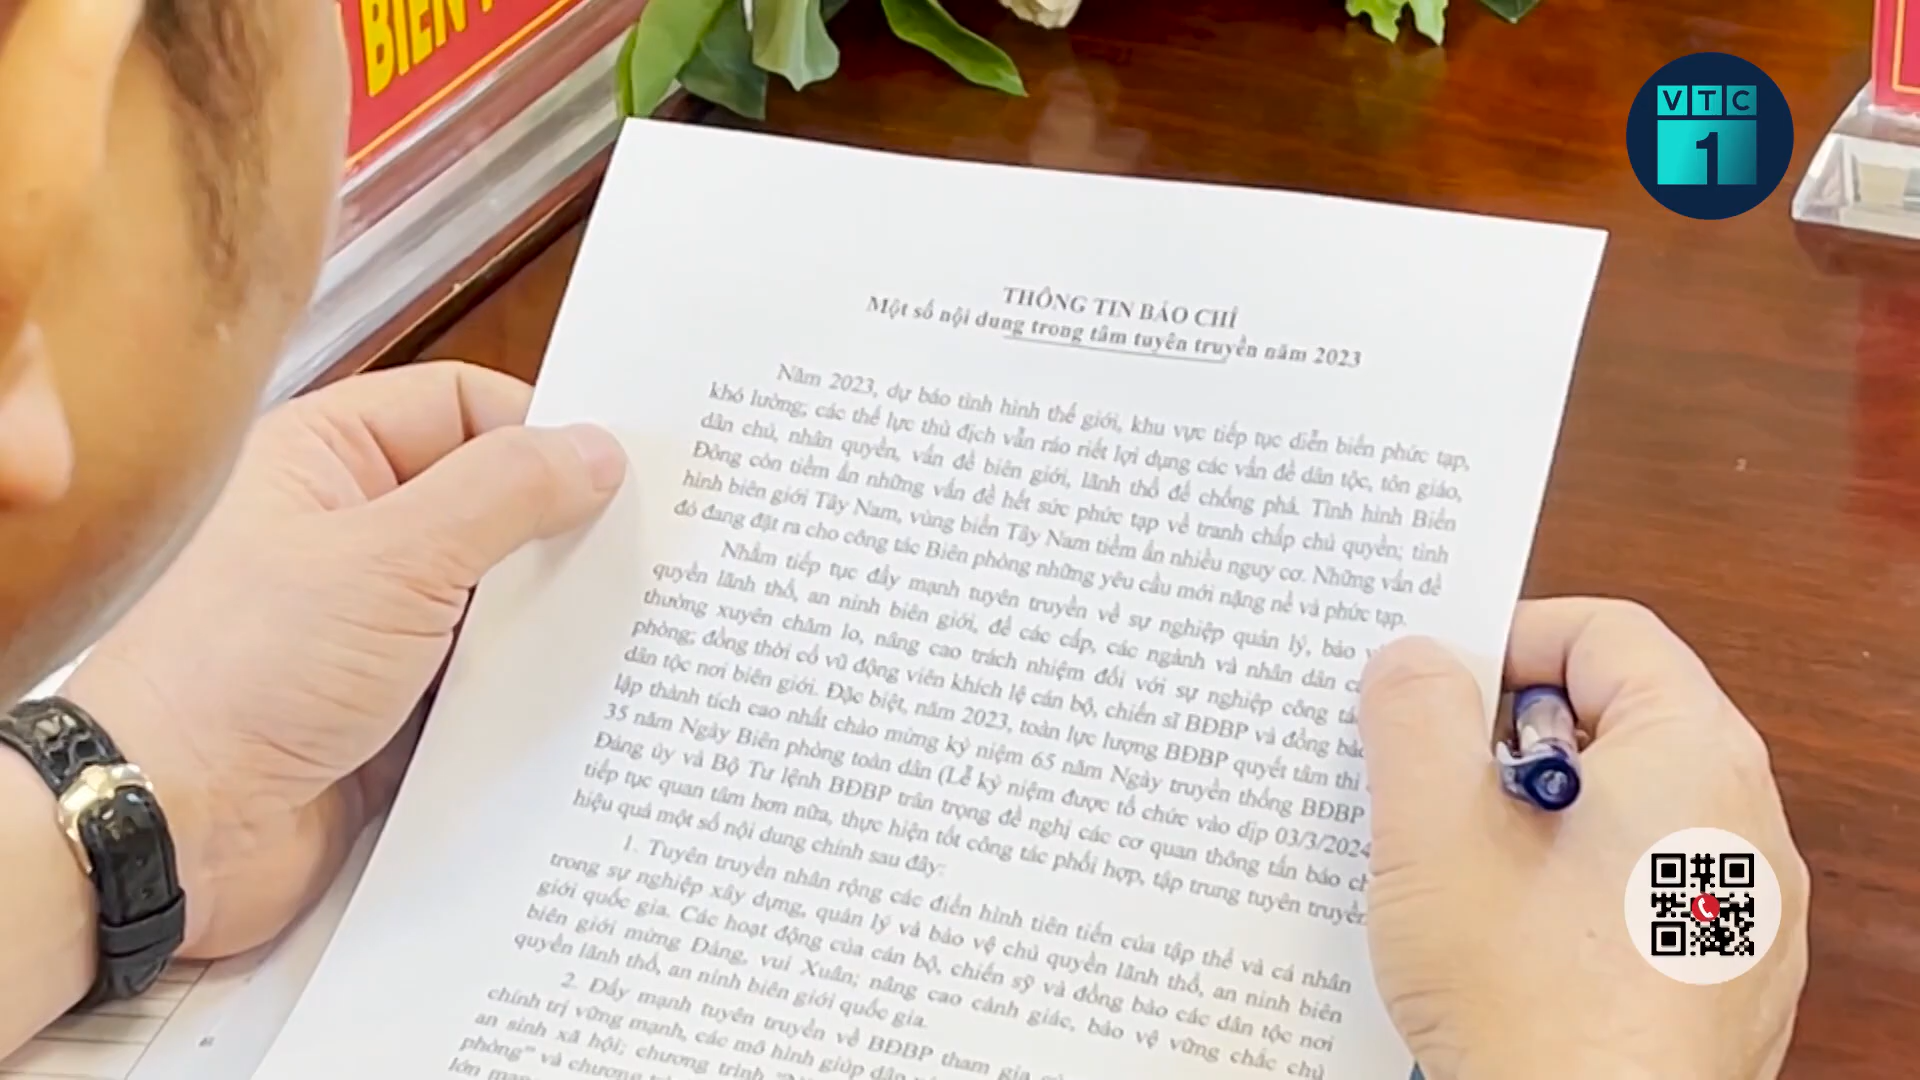 BIÊN
VTC
1
THÔNG TIN BÁO CHÍ
Một số nội dung trong tâm tuyên truyền năm 2023
Năm 2023, dự báo tình hình thế giới, khu vực tiếp tục diễn biến phức tạp,
khó lường; các thế lực thù địch vẫn ráo riết lợi dụng các vấn đề dân tộc, tôn giáo,
dân chủ, nhân quyền, vấn đề biên giới, lãnh thổ để chống phá. Tình hình Biển
Đông còn tiềm ẩn những vấn đề hết sức phức tạp về tranh chấp chủ quyền; tình
hình biên giới Tây Nam, vùng biển Tây Nam tiềm ẩn nhiều nguy cơ. Những vấn đề
đó đang đặt ra cho công tác Biên phòng những yêu cầu mới nặng nề và phức tạp.
Nhằm tiếp tục đẩy mạnh tuyên truyền về sự nghiệp quản lý, bảo
quyền lãnh thổ, an ninh biên giới, để các cấp, các ngành và nhân dân
thường xuyên chăm lo, nâng cao trách nhiệm đối với sự nghiệp công
phòng; đồng thời cổ vũ động viên khích lệ cán bộ, chiến sĩ BĐBP và đồng
dân tộc nơi biên giới. Đặc biệt, năm 2023, toàn lực lượng BĐBP quyết tâm thi
lập thành tích cao nhất chào mừng kỷ niệm 65 năm Ngày truyền thống BĐBP
35 năm Ngày Biên phòng toàn dân (Lễ kỷ niệm được tổ chức vào dịp 03/3/2024
Đảng ủy và Bộ Tư lệnh BĐBP trân trọng đề nghị các cơ quan thông tấn báo
tiếp tục quan tâm hơn nữa, thực hiện tốt công tác phối hợp, tập trung tuyên truyền
hiệu quả một số nội dung chính sau đây:
1. Tuyên truyền nhân rộng các điển hình tiên tiến của tập thể và cá nhân
trong sự nghiệp xây dựng, quản lý và bảo vệ chủ quyền lãnh thổ, an ninh biên
giới quốc gia. Các hoạt động của cán bộ, chiến sỹ và đồng bào các dân tộc nơi
biên giới mừng Đảng, vui Xuân; nâng cao cảnh giác, bảo vệ vững chắc chủ
quyền lãnh thổ, an ninh biên giới quốc gia.
2. Đẩy mạnh tuyên truyền về BĐBP tham gia
chính trị vững mạnh, các mô hình giúp dân
an sinh xã hội; chương trình
phòng" và chương
lớn